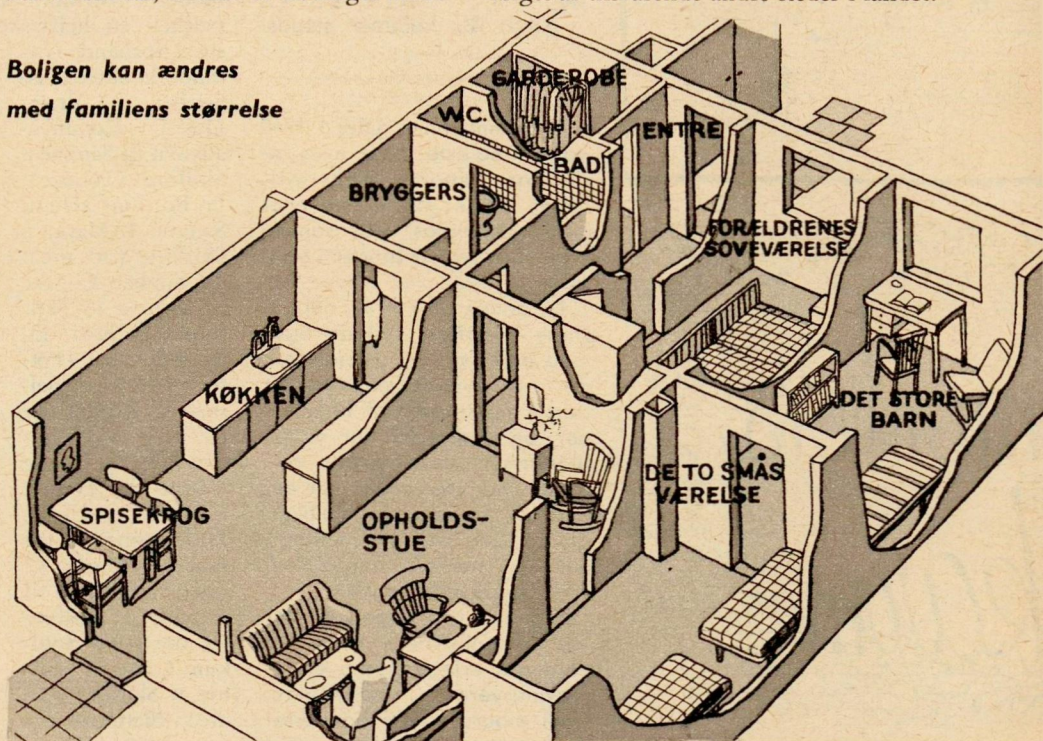 Boligen kan ændres
med familiens størrelse
GARDEROBE
W.C.
ENTRE
BAD
BRYGGERS
FORÆLDRENES
SOVEVÆRELSE
KØKKEN
DET STORE
BARN
DE TO SMÅS
VÆRELSE
SPISEKROG
OPHOLDS-
STUE